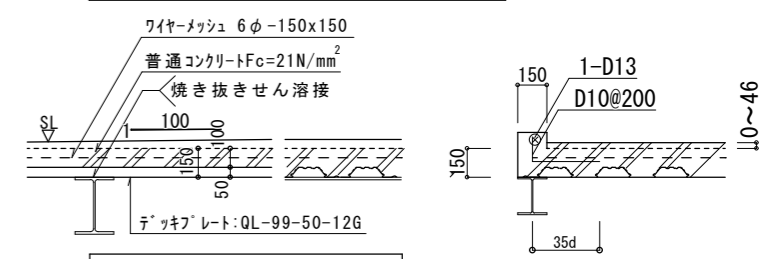 ワイヤーメッシュ 6φ-150x150
普通コンクリートFc=21N/mm²
焼き抜きせん溶接
SL
1 100
100
150
50
デッキプレート:QL-99-50-12G
150
1-D13
D10@200
0~46
150
35d